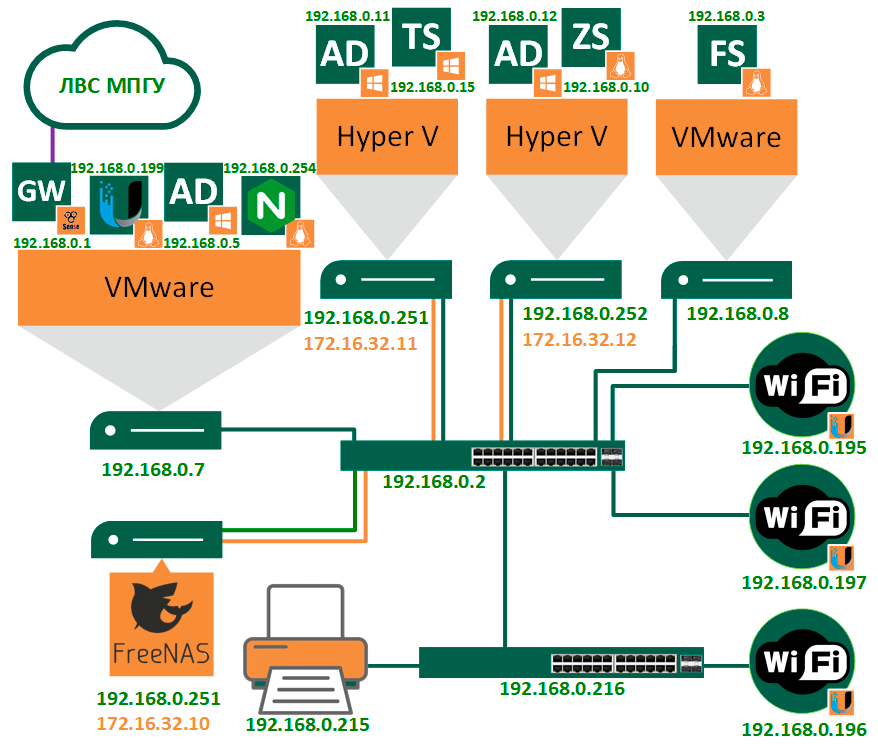 192.168.0.11
192.168.0.12
192.168.0.3
AD
TS
AD
ZS
FS
192.168.0.15
192.168.0.10
ЛВС МПГУ
Hyper V
Hyper V
VMware
192.168.0.199
192.168.0.254
GW
U
AD
N
Sense
192.168.0.1
192.168.0.5
VMware
192.168.0.251
172.16.32.11
192.168.0.252
172.16.32.12
192.168.0.8
Wi Fi
192.168.0.195
192.168.0.7
192.168.0.2
Wi Fi
192.168.0.197
FreeNAS
192.168.0.251
172.16.32.10
192.168.0.215
192.168.0.216
Wi Fi
192.168.0.196